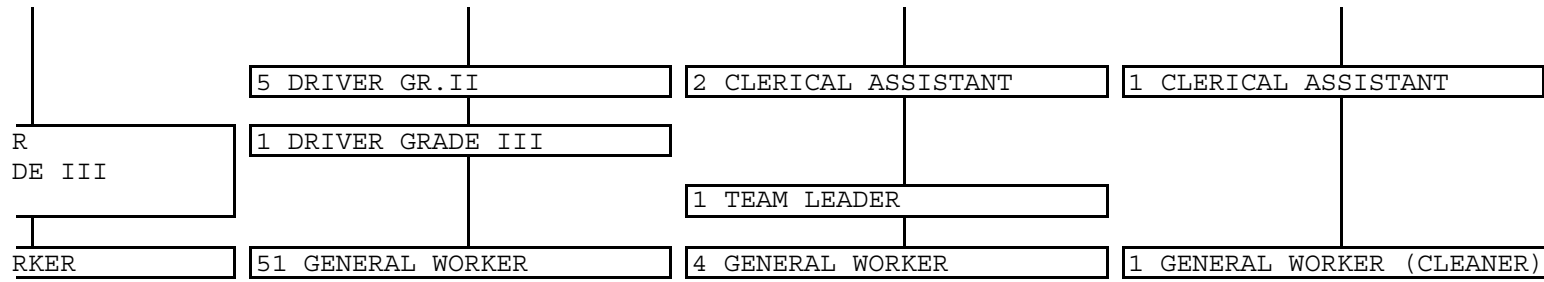 5 DRIVER GR.II
2 CLERICAL ASSISTANT
1 CLERICAL ASSISTANT
R
DE III
1 DRIVER GRADE III
1 TEAM LEADER
RKER
51 GENERAL WORKER
4 GENERAL WORKER
1 GENERAL WORKER (CLEANER)